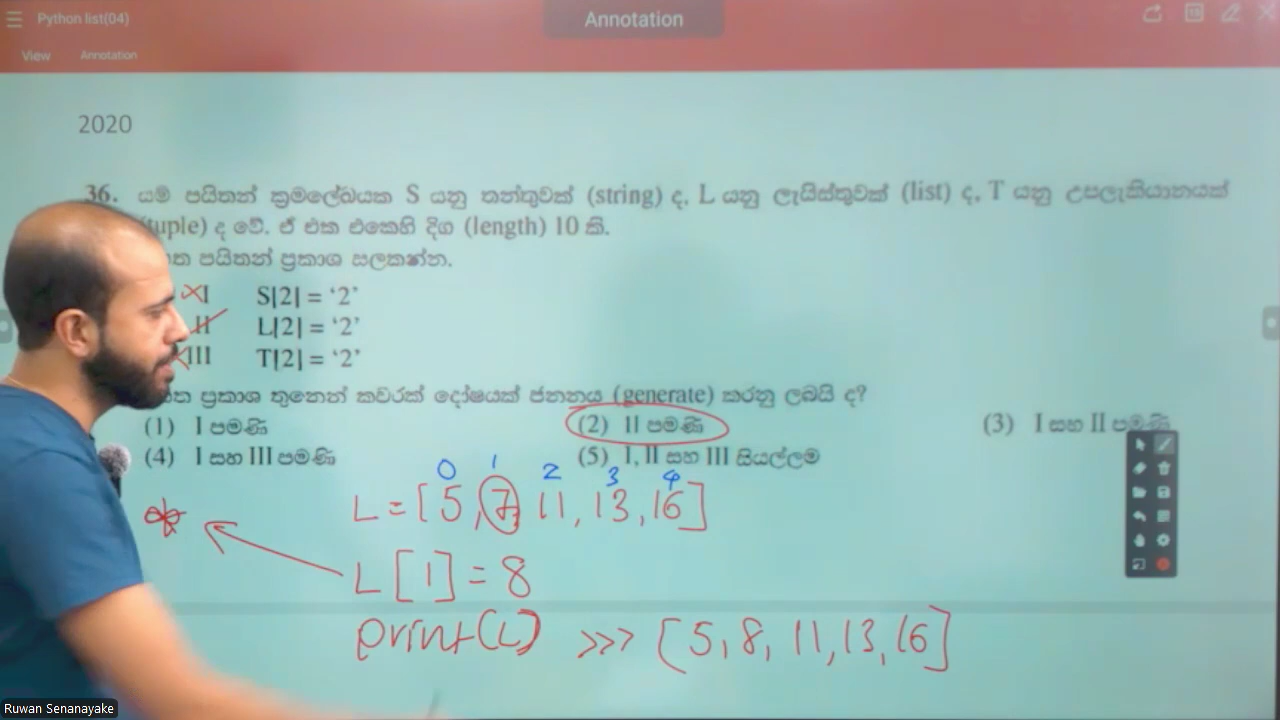 Python list(04)
Annotation
View Annotation
2020
36. යම් පයිතන් ක්‍රමලේඛයක S යනු තන්තුවක් (string) ද, L යනු ලැයිස්තුවක් (list) ද, T යනු උපලැකියානයක්
tuple) ද වේ. ඒ එක එකෙහි දිග (length) 10 කි.
පයිතන් ප්‍රකාශ සලකන්න.
I S[2] = ‘2’
II L[2] = ‘2’
III T[2] = ‘2’
ප්‍රකාශ තුනෙන් කවරක් දෝෂයක් ජනනය (generate) කරනු ලබයි ද?
(1) I පමණි (2) II පමණි (3) I සහ II පමණි
(4) I සහ III පමණි (5) I, II සහ III සියල්ලම
0 1 2 3 4
L = [5, 7, 11, 13, 16]
L[1] = 8
print(L) >>> [5, 8, 11, 13, 16]
Ruwan Senanayake